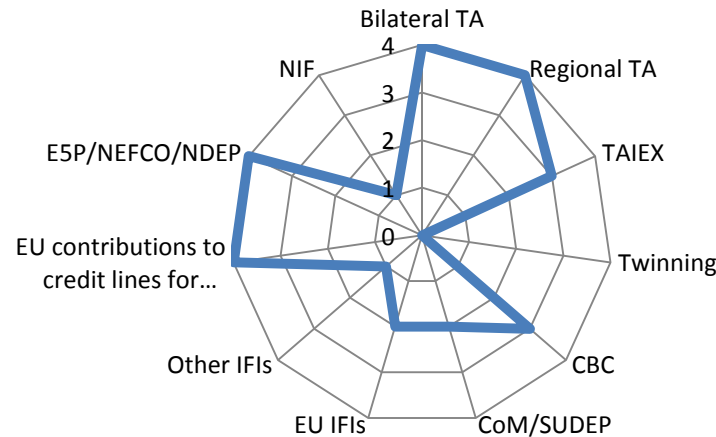 Bilateral TA
Regional TA
TAIEX
Twinning
CBC
CoM/SUDEP
EU IFIs
Other IFIs
EU contributions to
credit lines for…
E5P/NEFCO/NDEP
NIF
4
3
2
1
0